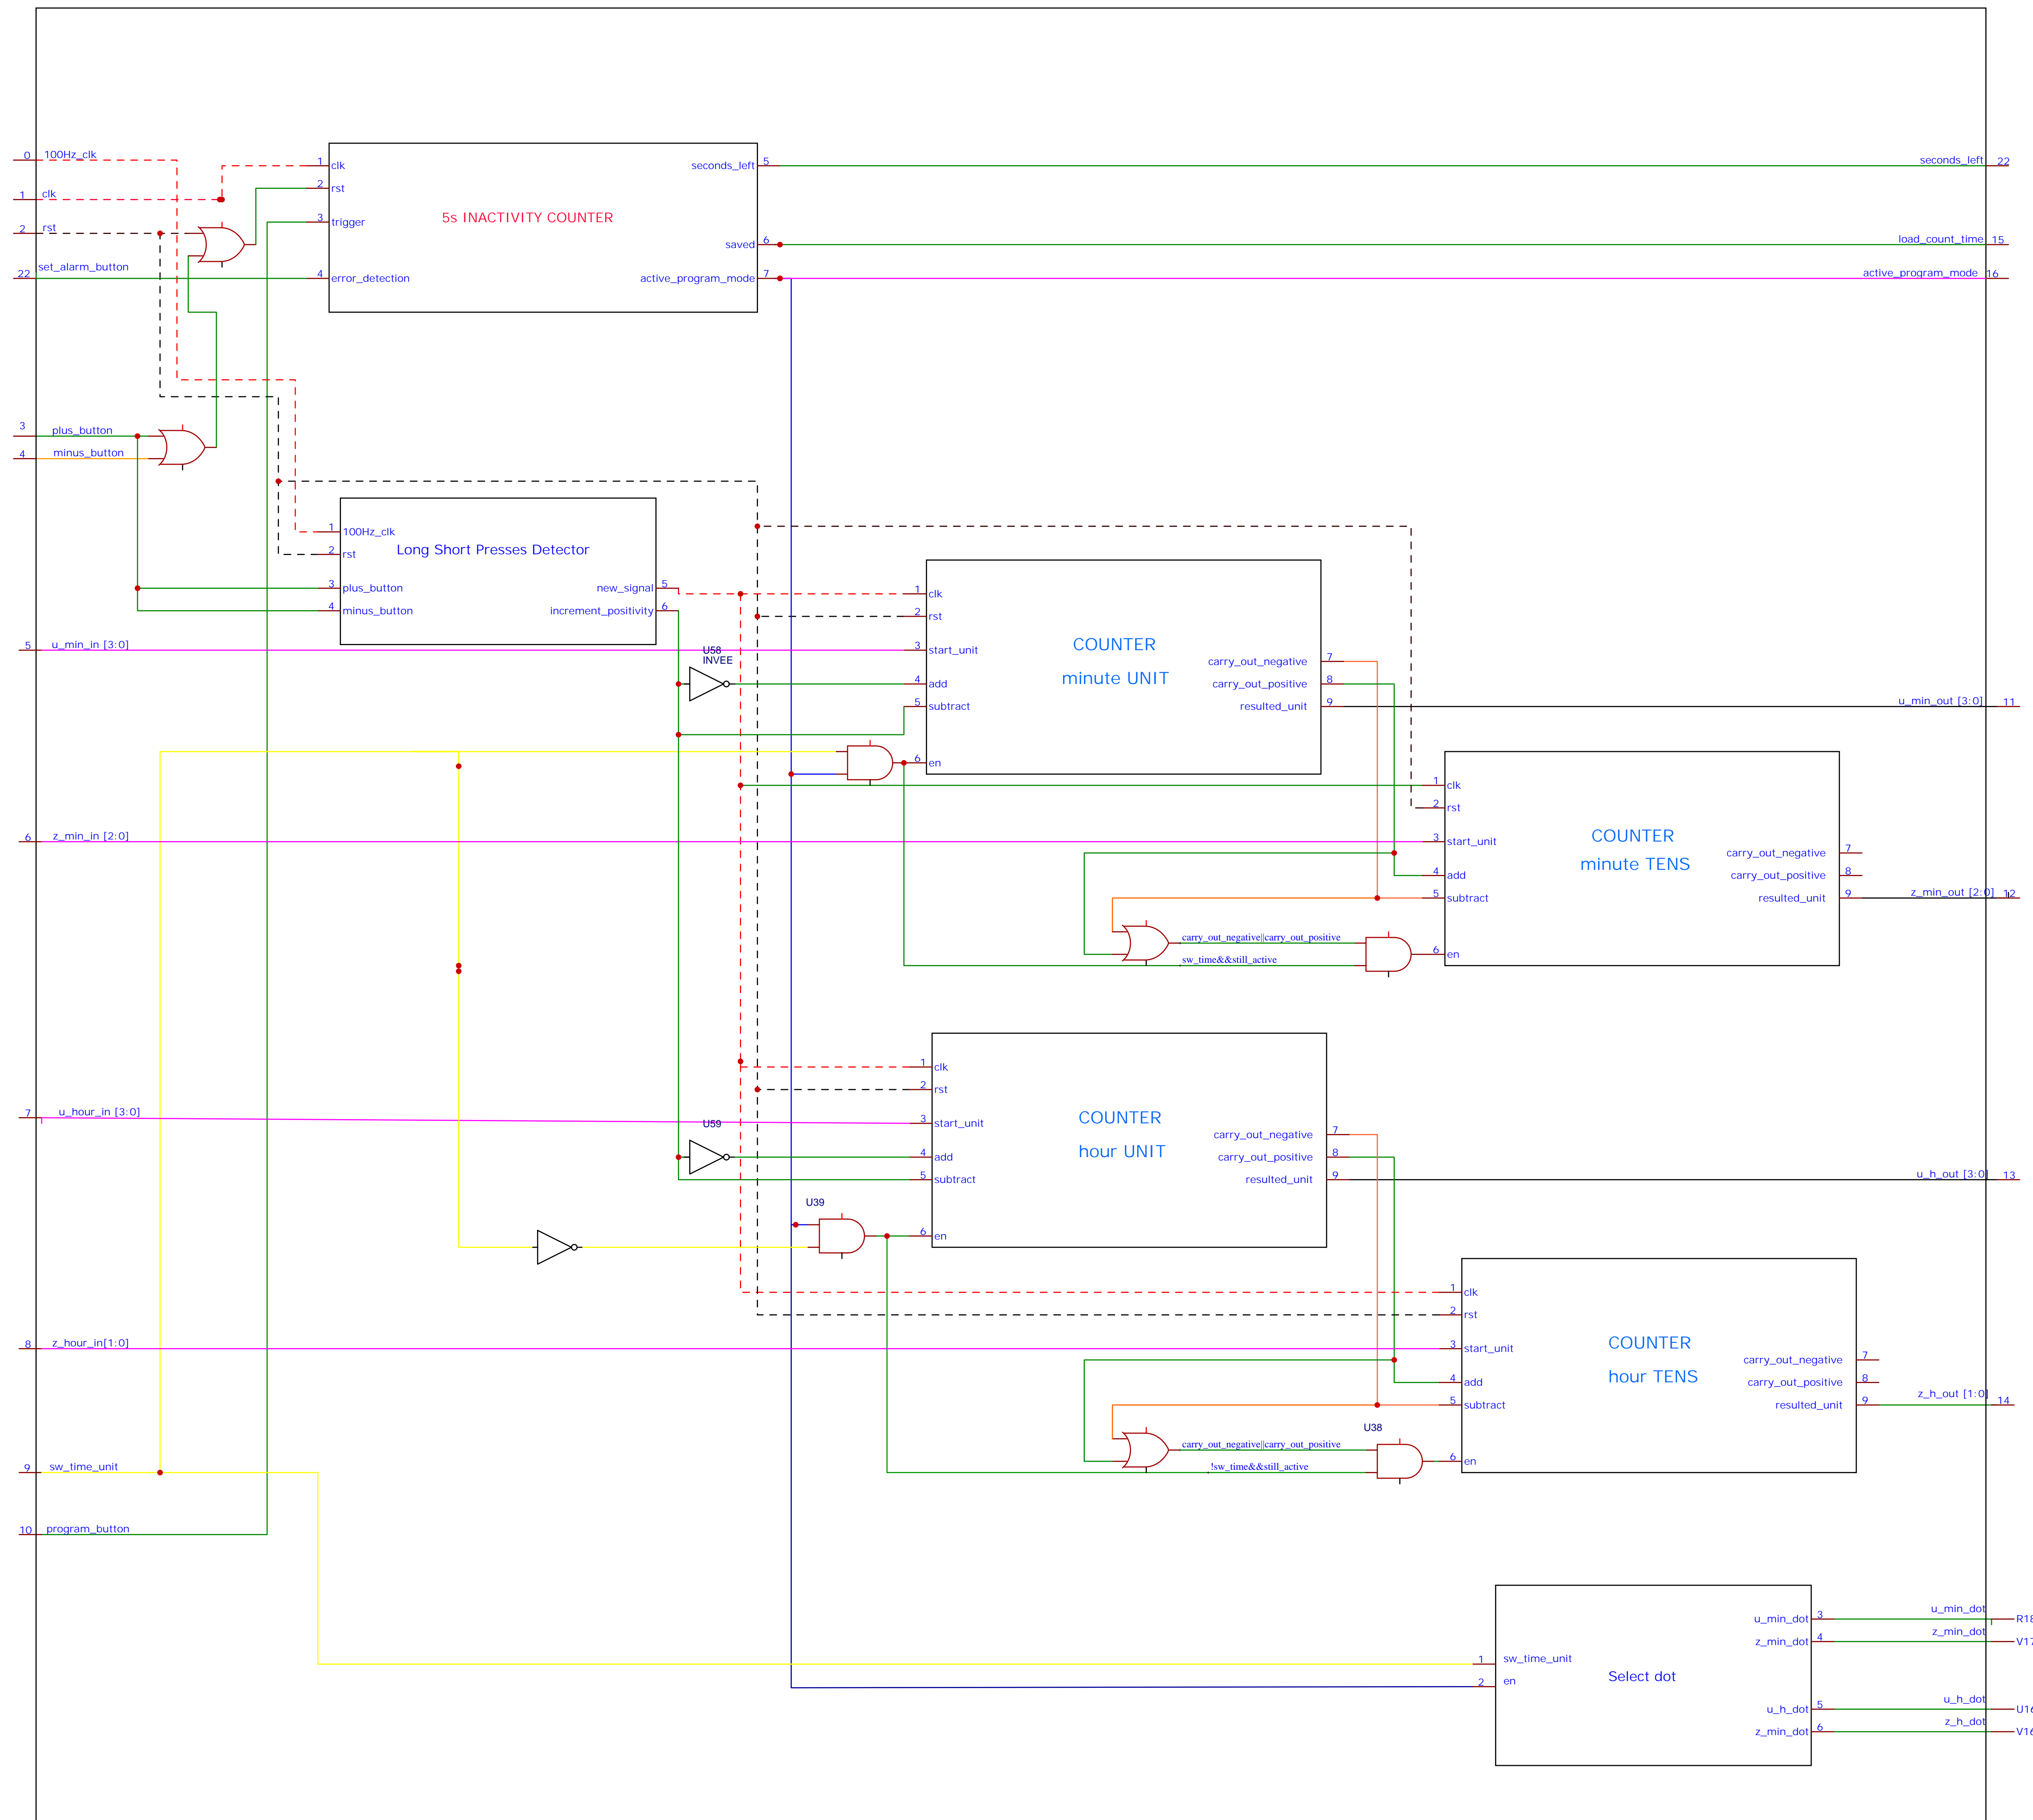 0 100Hz_clk
1 clk
2 rst
22 set_alarm_button
1 clk
2 rst
3 trigger
4 error_detection
5s INACTIVITY COUNTER
seconds_left 5
saved 6
active_program_mode 7
seconds_left 22
load_count_time 15
active_program_mode 16
3 plus_button
4 minus_button
1 100Hz_clk
2 rst
Long Short Presses Detector
3 plus_button
4 minus_button
new_signal 5
increment_positivity 6
5 u_min_in [3:0]
U58
INVEE
1 clk
2 rst
3 start_unit
4 add
5 subtract
6 en
COUNTER
minute UNIT
carry_out_negative 7
carry_out_positive 8
resulted_unit 9
u_min_out [3:0] 11
6 z_min_in [2:0]
1 clk
2 rst
3 start_unit
4 add
5 subtract
6 en
COUNTER
minute TENS
carry_out_negative 7
carry_out_positive 8
resulted_unit 9
z_min_out [2:0] 12
carry_out_negative||carry_out_positive
sw_time&&still_active
7 u_hour_in [3:0]
U59
U39
1 clk
2 rst
3 start_unit
4 add
5 subtract
6 en
COUNTER
hour UNIT
carry_out_negative 7
carry_out_positive 8
resulted_unit 9
u_h_out [3:0] 13
8 z_hour_in[1:0]
1 clk
2 rst
3 start_unit
4 add
5 subtract
6 en
COUNTER
hour TENS
carry_out_negative 7
carry_out_positive 8
resulted_unit 9
z_h_out [1:0] 14
U38
carry_out_negative||carry_out_positive
!sw_time&&still_active
9 sw_time_unit
10 program_button
1 sw_time_unit
2 en
Select dot
u_min_dot 3
z_min_dot 4
u_h_dot 5
z_min_dot 6
u_min_dot R18
z_min_dot V17
u_h_dot U16
z_h_dot V16